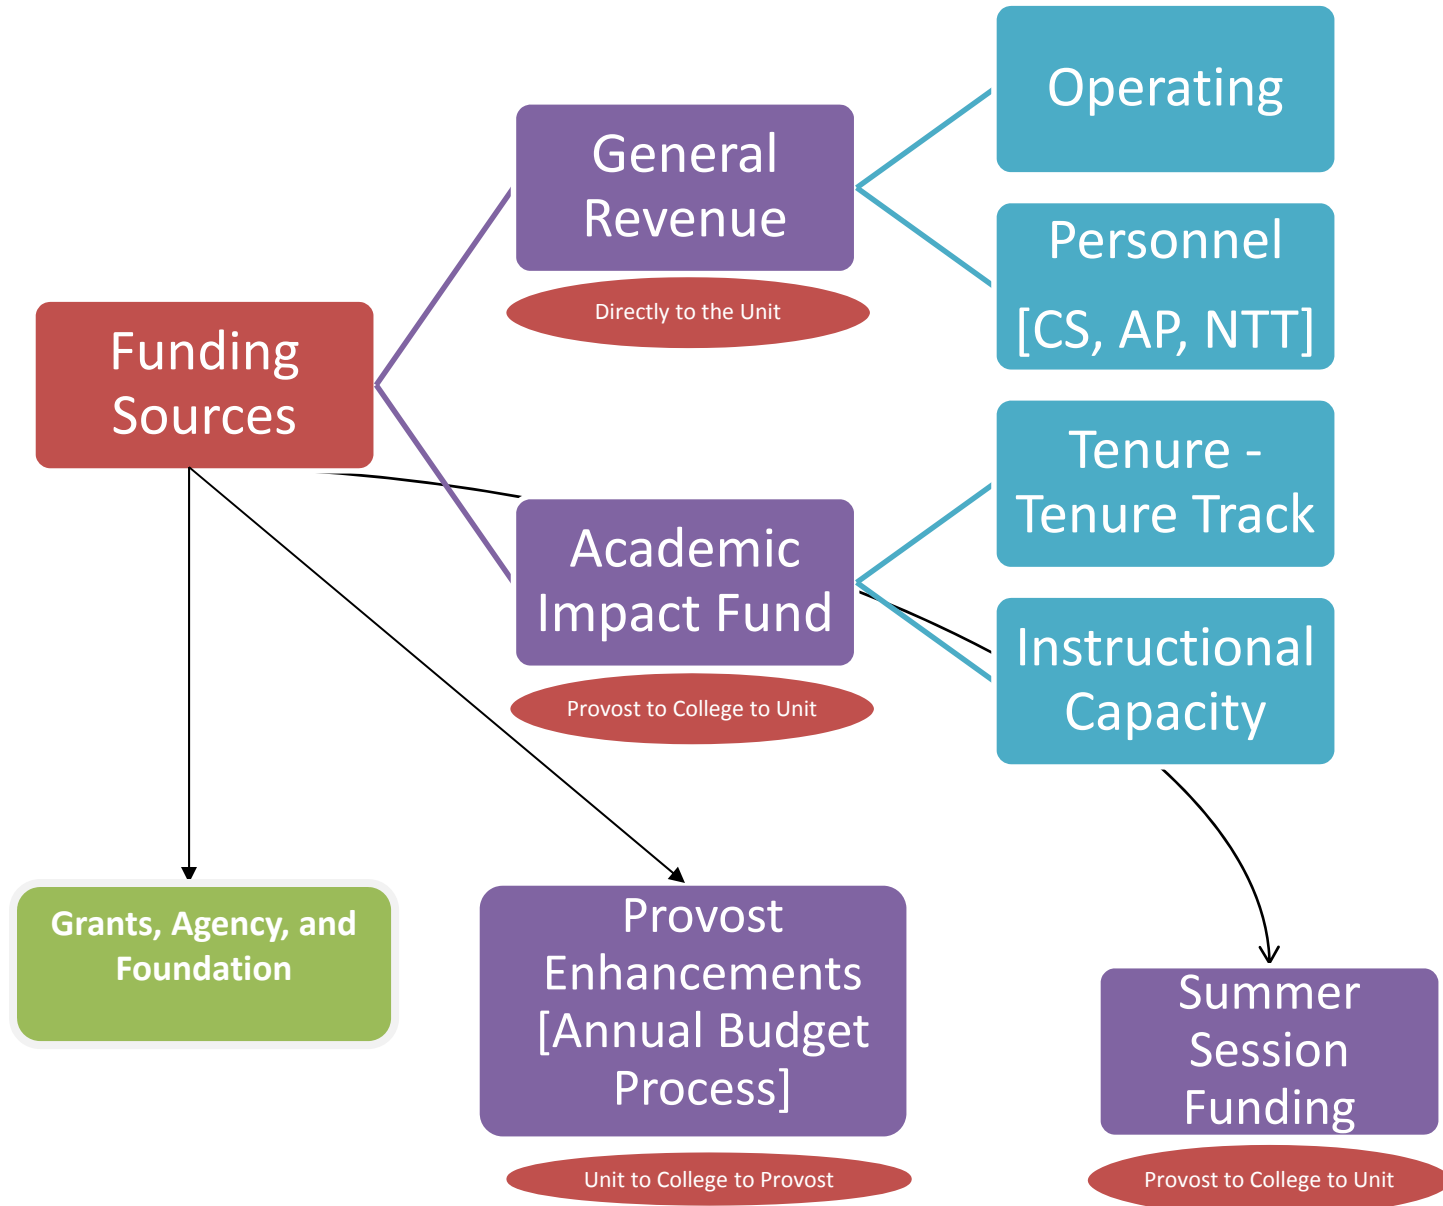 Operating
General
Revenue
Directly to the Unit
Personnel
[CS, AP, NTT]
Funding
Sources
Tenure -
Tenure Track
Academic
Impact Fund
Provost to College to Unit
Instructional
Capacity
Grants, Agency, and
Foundation
Provost
Enhancements
[Annual Budget
Process]
Unit to College to Provost
Summer
Session
Funding
Provost to College to Unit